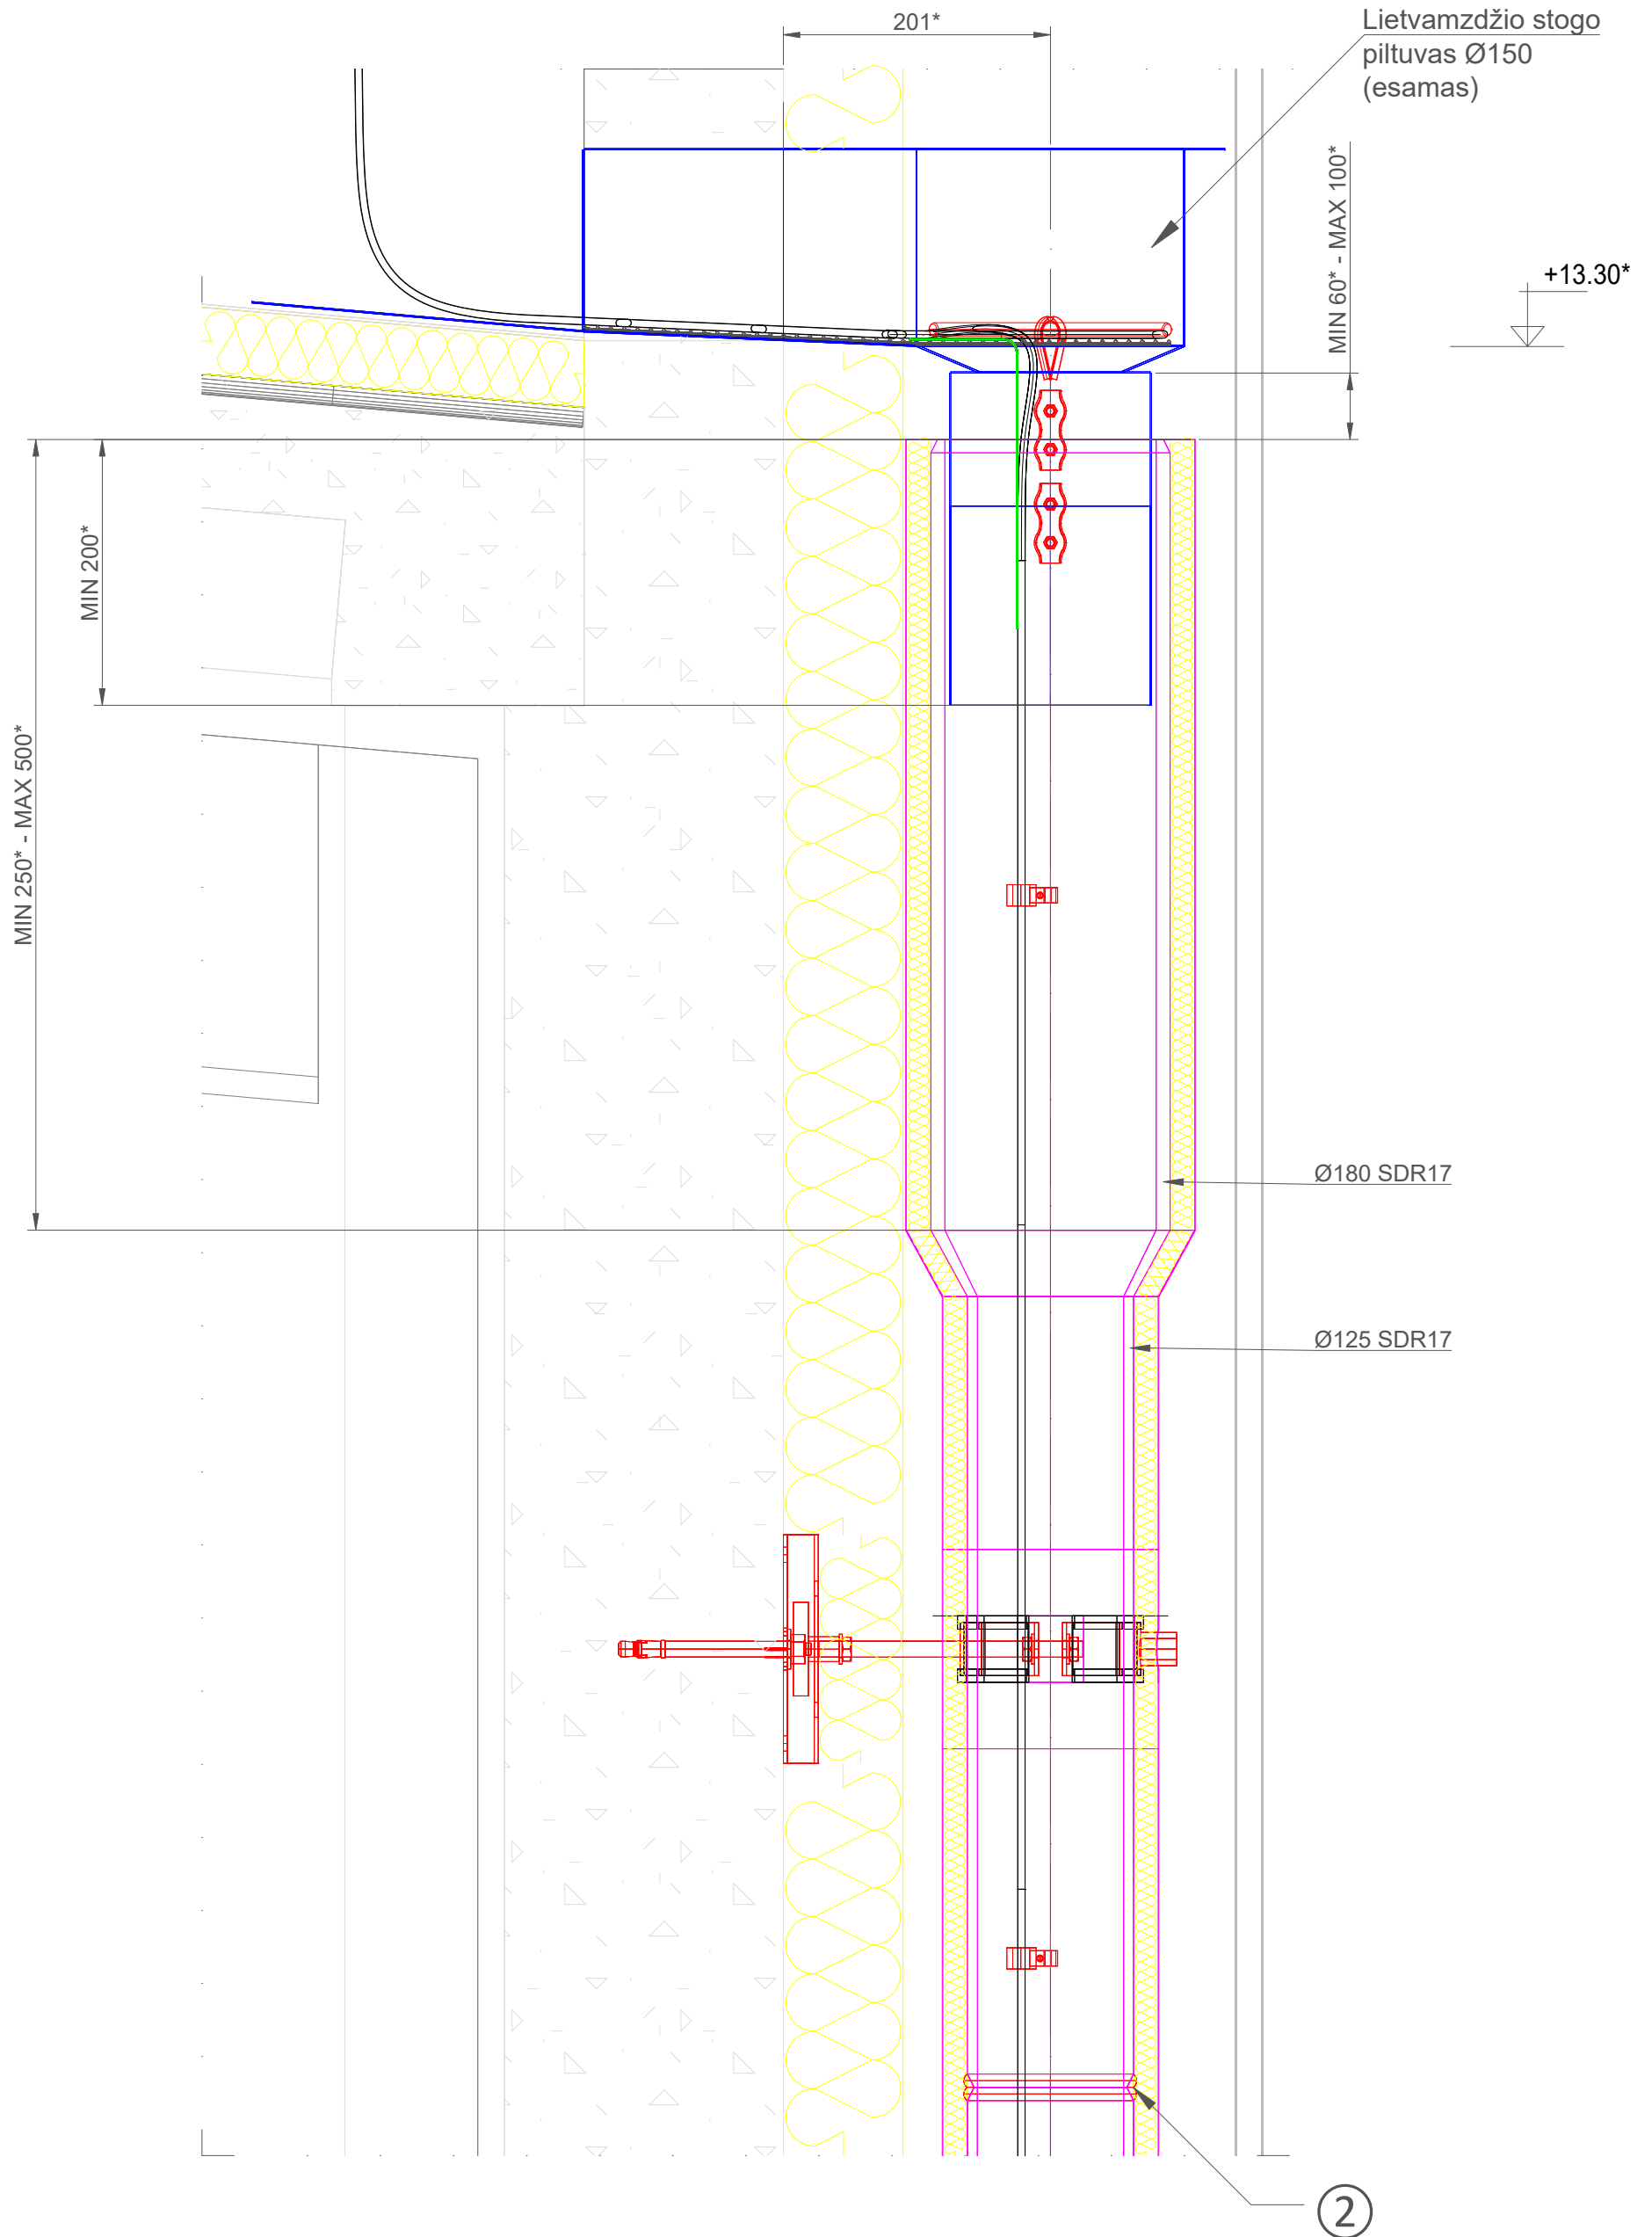 201*
Lietvamzdžio stogo
piltuvas Ø150
(esamas)
MIN 60* - MAX 100*
+13.30*
MIN 200*
MIN 250* - MAX 500*
Ø180 SDR17
Ø125 SDR17
2